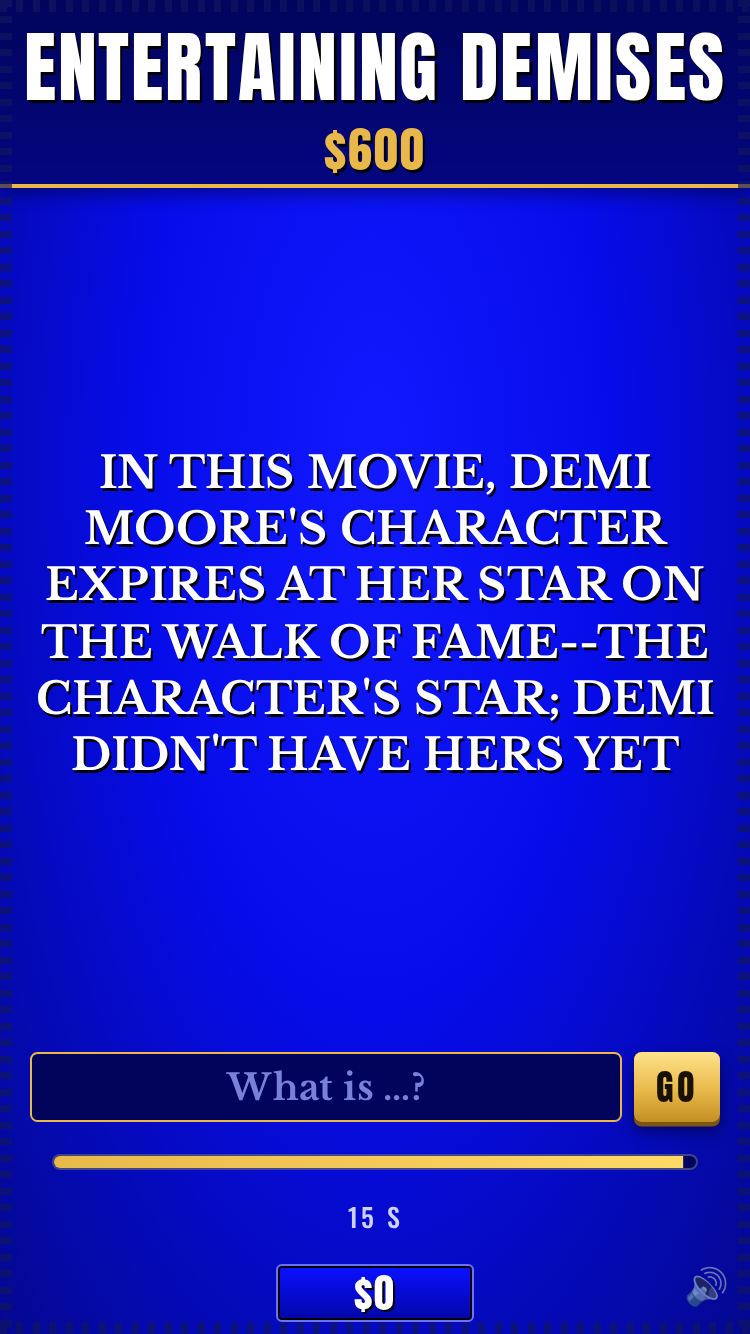 ENTERTAINING DEMISES
$600
IN THIS MOVIE, DEMI
MOORE'S CHARACTER
EXPIRES AT HER STAR ON
THE WALK OF FAME--THE
CHARACTER'S STAR; DEMI
DIDN'T HAVE HERS YET
What is ...?
GO
15 S
$0